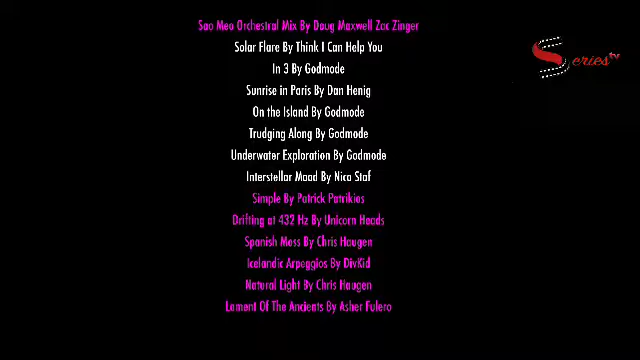 Sao Meo Orchestral Mix By Doug Maxwell Zac Zinger
Solar Flare By Think I Can Help You
In 3 By Godmode
Sunrise in Paris By Dan Henig
On the Island By Godmode
Trudging Along By Godmode
Underwater Exploration By Godmode
Interstellar Mood By Nico Staf
Simple By Patrick Patrikios
Drifting at 432 Hz By Unicorn Heads
Spanish Moss By Chris Haugen
Icelandic Arpeggios By DivKid
Natural Light By Chris Haugen
Lament Of The Ancients By Asher Fulero
Series tv